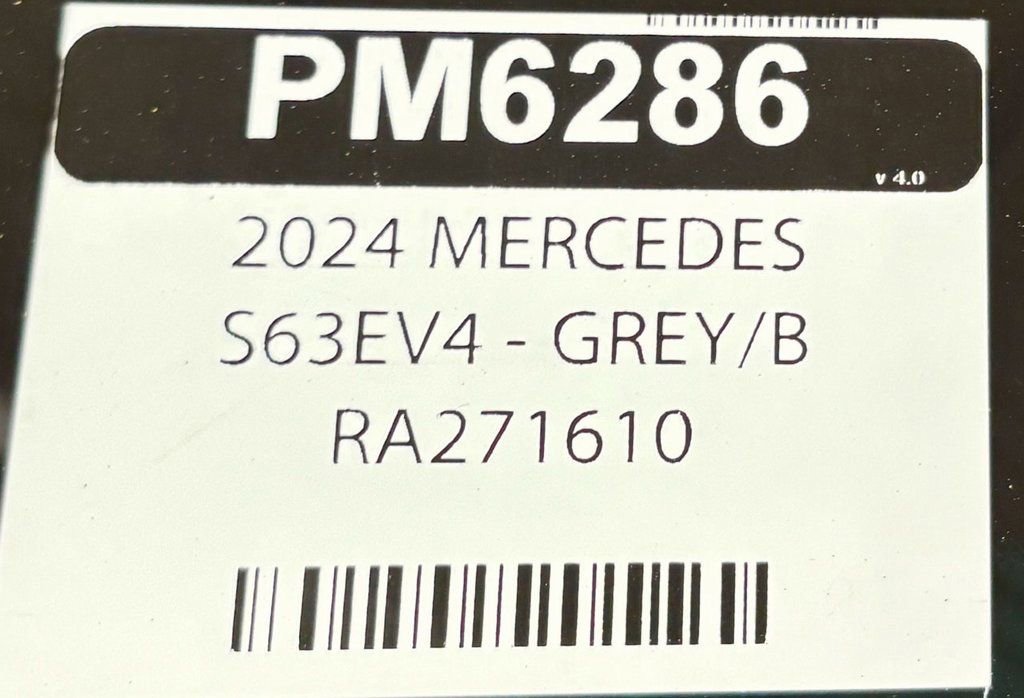 PM6286
v 4.0
2024 MERCEDES
S63EV4 - GREY/B
RA271610